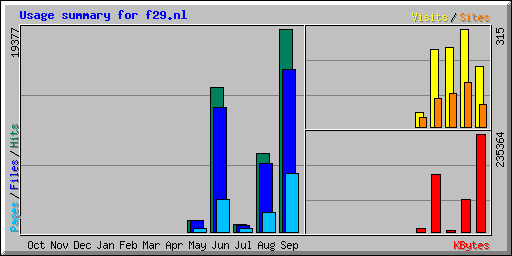 Usage summary for f29.nl
Visits/Sites
19377
315
Pages/Files/Hits
235364
Oct Nov Dec Jan Feb Mar Apr May Jun Jul Aug Sep
KBytes